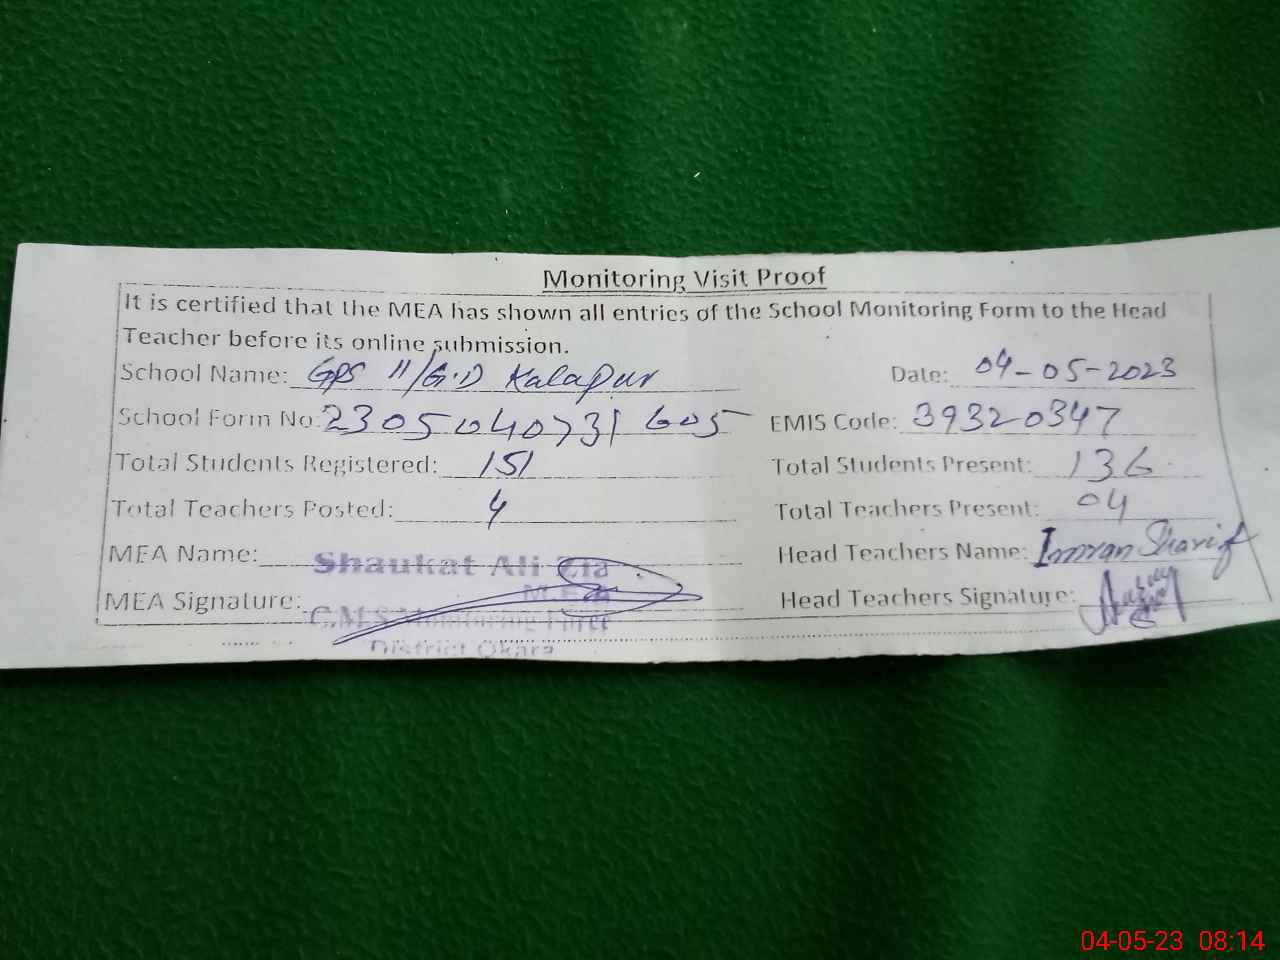 Monitoring Visit Proof
It is certified that the MEA has shown all entries of the School Monitoring Form to the Head
Teacher before its online submission.
School Name: GPS 11/G.D Kalapur Date: 04-05-2023
School Form No: 2305040731605 EMIS Code: 39320347
Total Students Registered: 151 Total Students Present: 136
Total Teachers Posted: 4 Total Teachers Present: 04
MEA Name: Shaukat Ali Zia Head Teachers Name: Imran Sharif
M.E.A
MEA Signature: Head Teachers Signature:
C.M.S Monitoring Force
District Okara
04-05-23 08:14